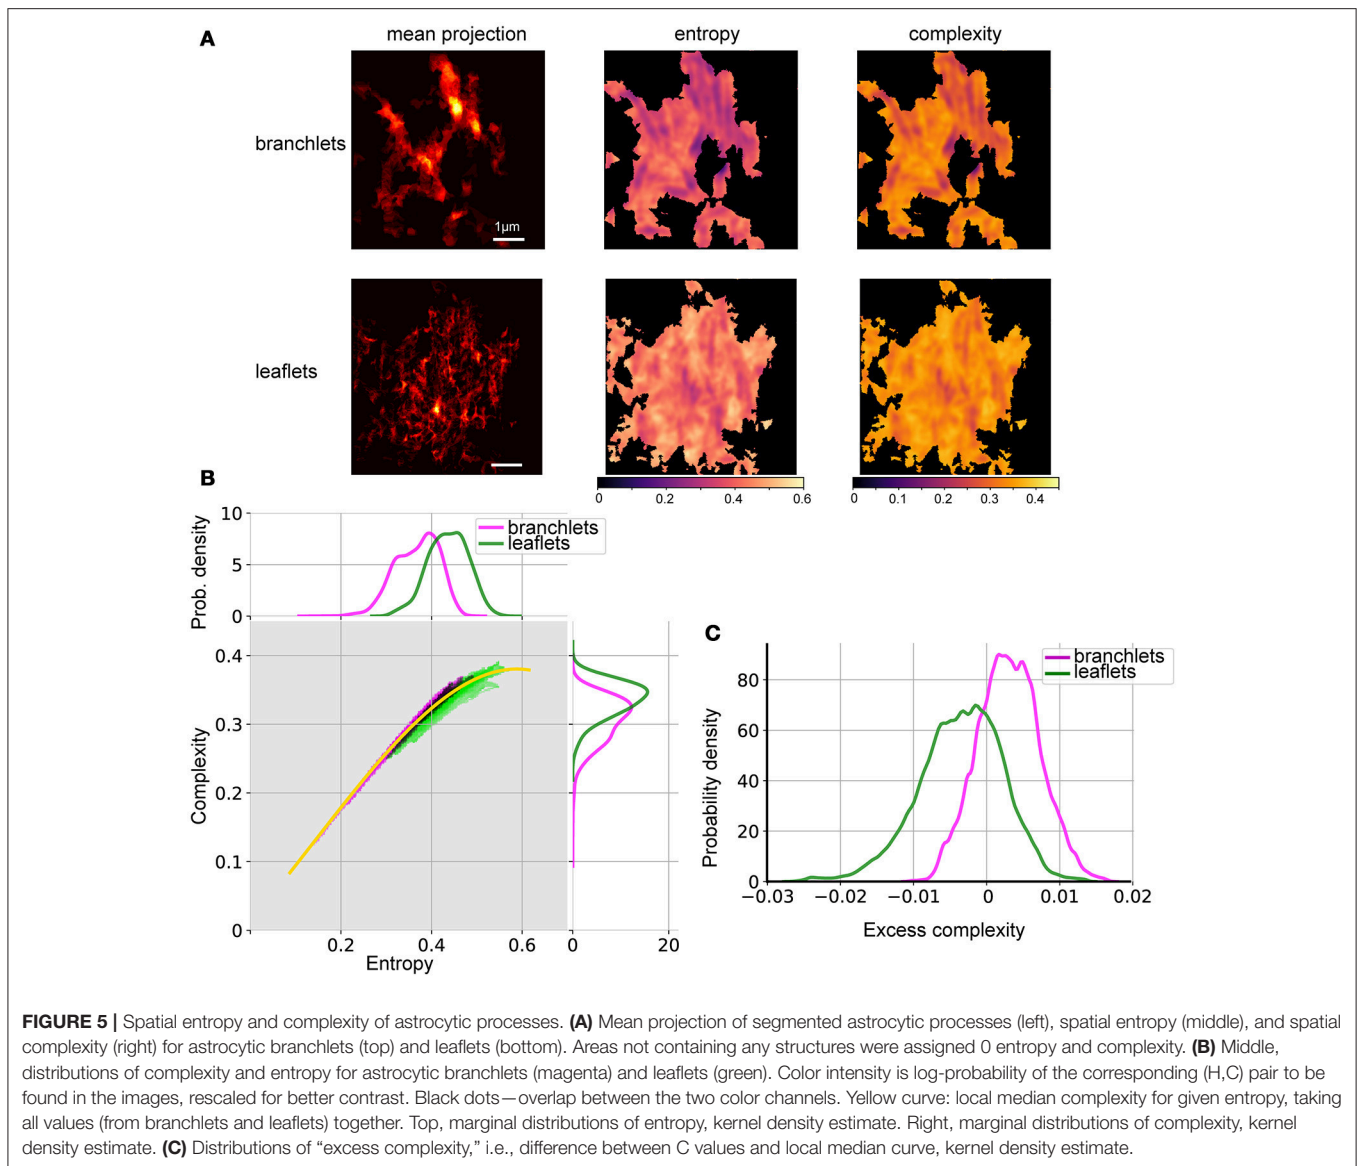 A
mean projection
entropy
complexity
branchlets
1µm
leaflets
0 0.2 0.4 0.6
0 0.1 0.2 0.3 0.4
B
10
5
0
Prob. density
branchlets
leaflets
0.4
0.3
0.2
0.1
0
Complexity
0.2 0.4 0.6
Entropy
0 20
C
branchlets
leaflets
80
60
40
20
0
Probability density
−0.03 −0.02 −0.01 0 0.01 0.02
Excess complexity
FIGURE 5 | Spatial entropy and complexity of astrocytic processes. (A) Mean projection of segmented astrocytic processes (left), spatial entropy (middle), and spatial
complexity (right) for astrocytic branchlets (top) and leaflets (bottom). Areas not containing any structures were assigned 0 entropy and complexity. (B) Middle,
distributions of complexity and entropy for astrocytic branchlets (magenta) and leaflets (green). Color intensity is log-probability of the corresponding (H,C) pair to be
found in the images, rescaled for better contrast. Black dots—overlap between the two color channels. Yellow curve: local median complexity for given entropy, taking
all values (from branchlets and leaflets) together. Top, marginal distributions of entropy, kernel density estimate. Right, marginal distributions of complexity, kernel
density estimate. (C) Distributions of “excess complexity,” i.e., difference between C values and local median curve, kernel density estimate.